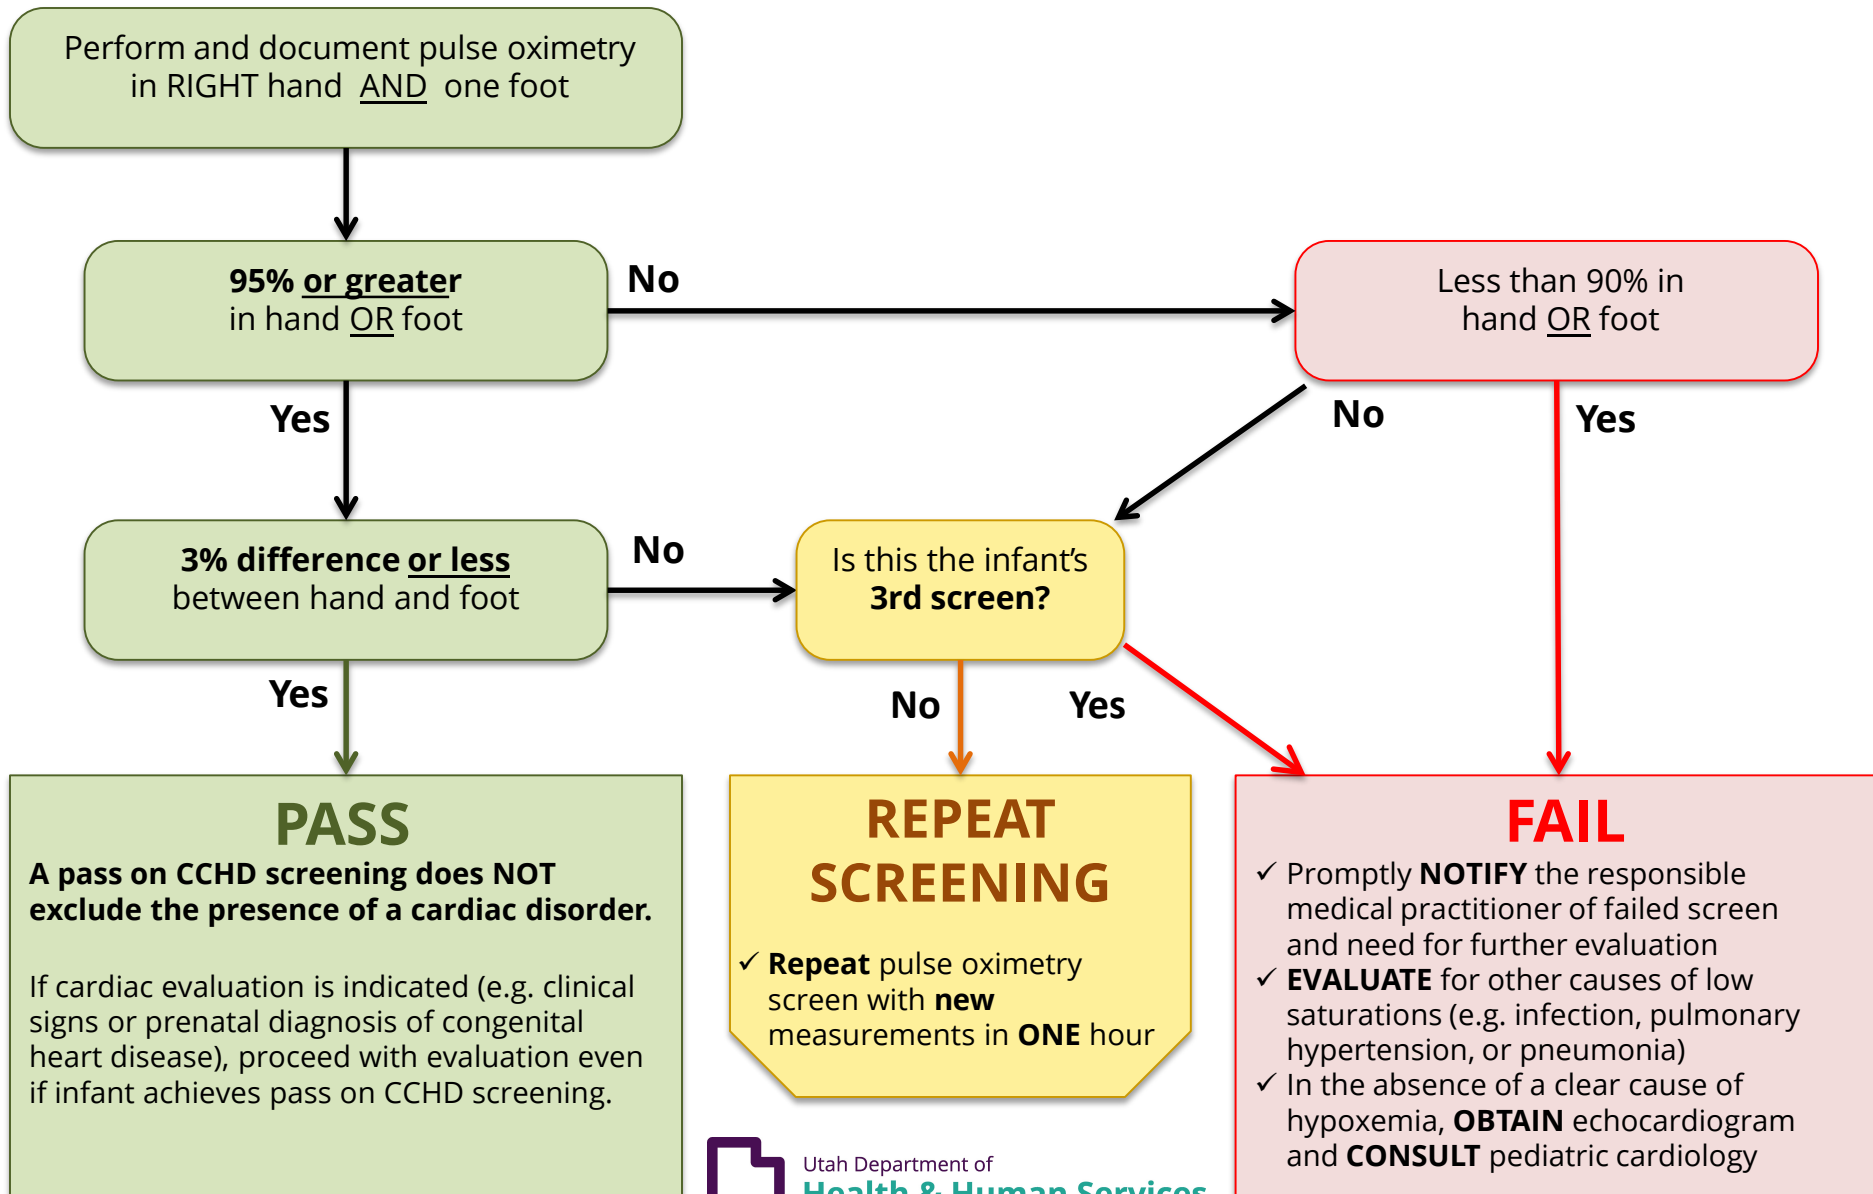 Perform and document pulse oximetry
in RIGHT hand AND one foot
95% or greater
in hand OR foot
No
Less than 90% in
hand OR foot
Yes
No
Yes
3% difference or less
between hand and foot
No
Is this the infant's
3rd screen?
Yes
No
Yes
PASS
A pass on CCHD screening does NOT
exclude the presence of a cardiac disorder.
If cardiac evaluation is indicated (e.g. clinical
signs or prenatal diagnosis of congenital
heart disease), proceed with evaluation even
if infant achieves pass on CCHD screening.
REPEAT
SCREENING
✓ Repeat pulse oximetry
screen with new
measurements in ONE hour
FAIL
✓ Promptly NOTIFY the responsible
medical practitioner of failed screen
and need for further evaluation
✓ EVALUATE for other causes of low
saturations (e.g. infection, pulmonary
hypertension, or pneumonia)
✓ In the absence of a clear cause of
hypoxemia, OBTAIN echocardiogram
and CONSULT pediatric cardiology
Utah Department of
Health & Human Services